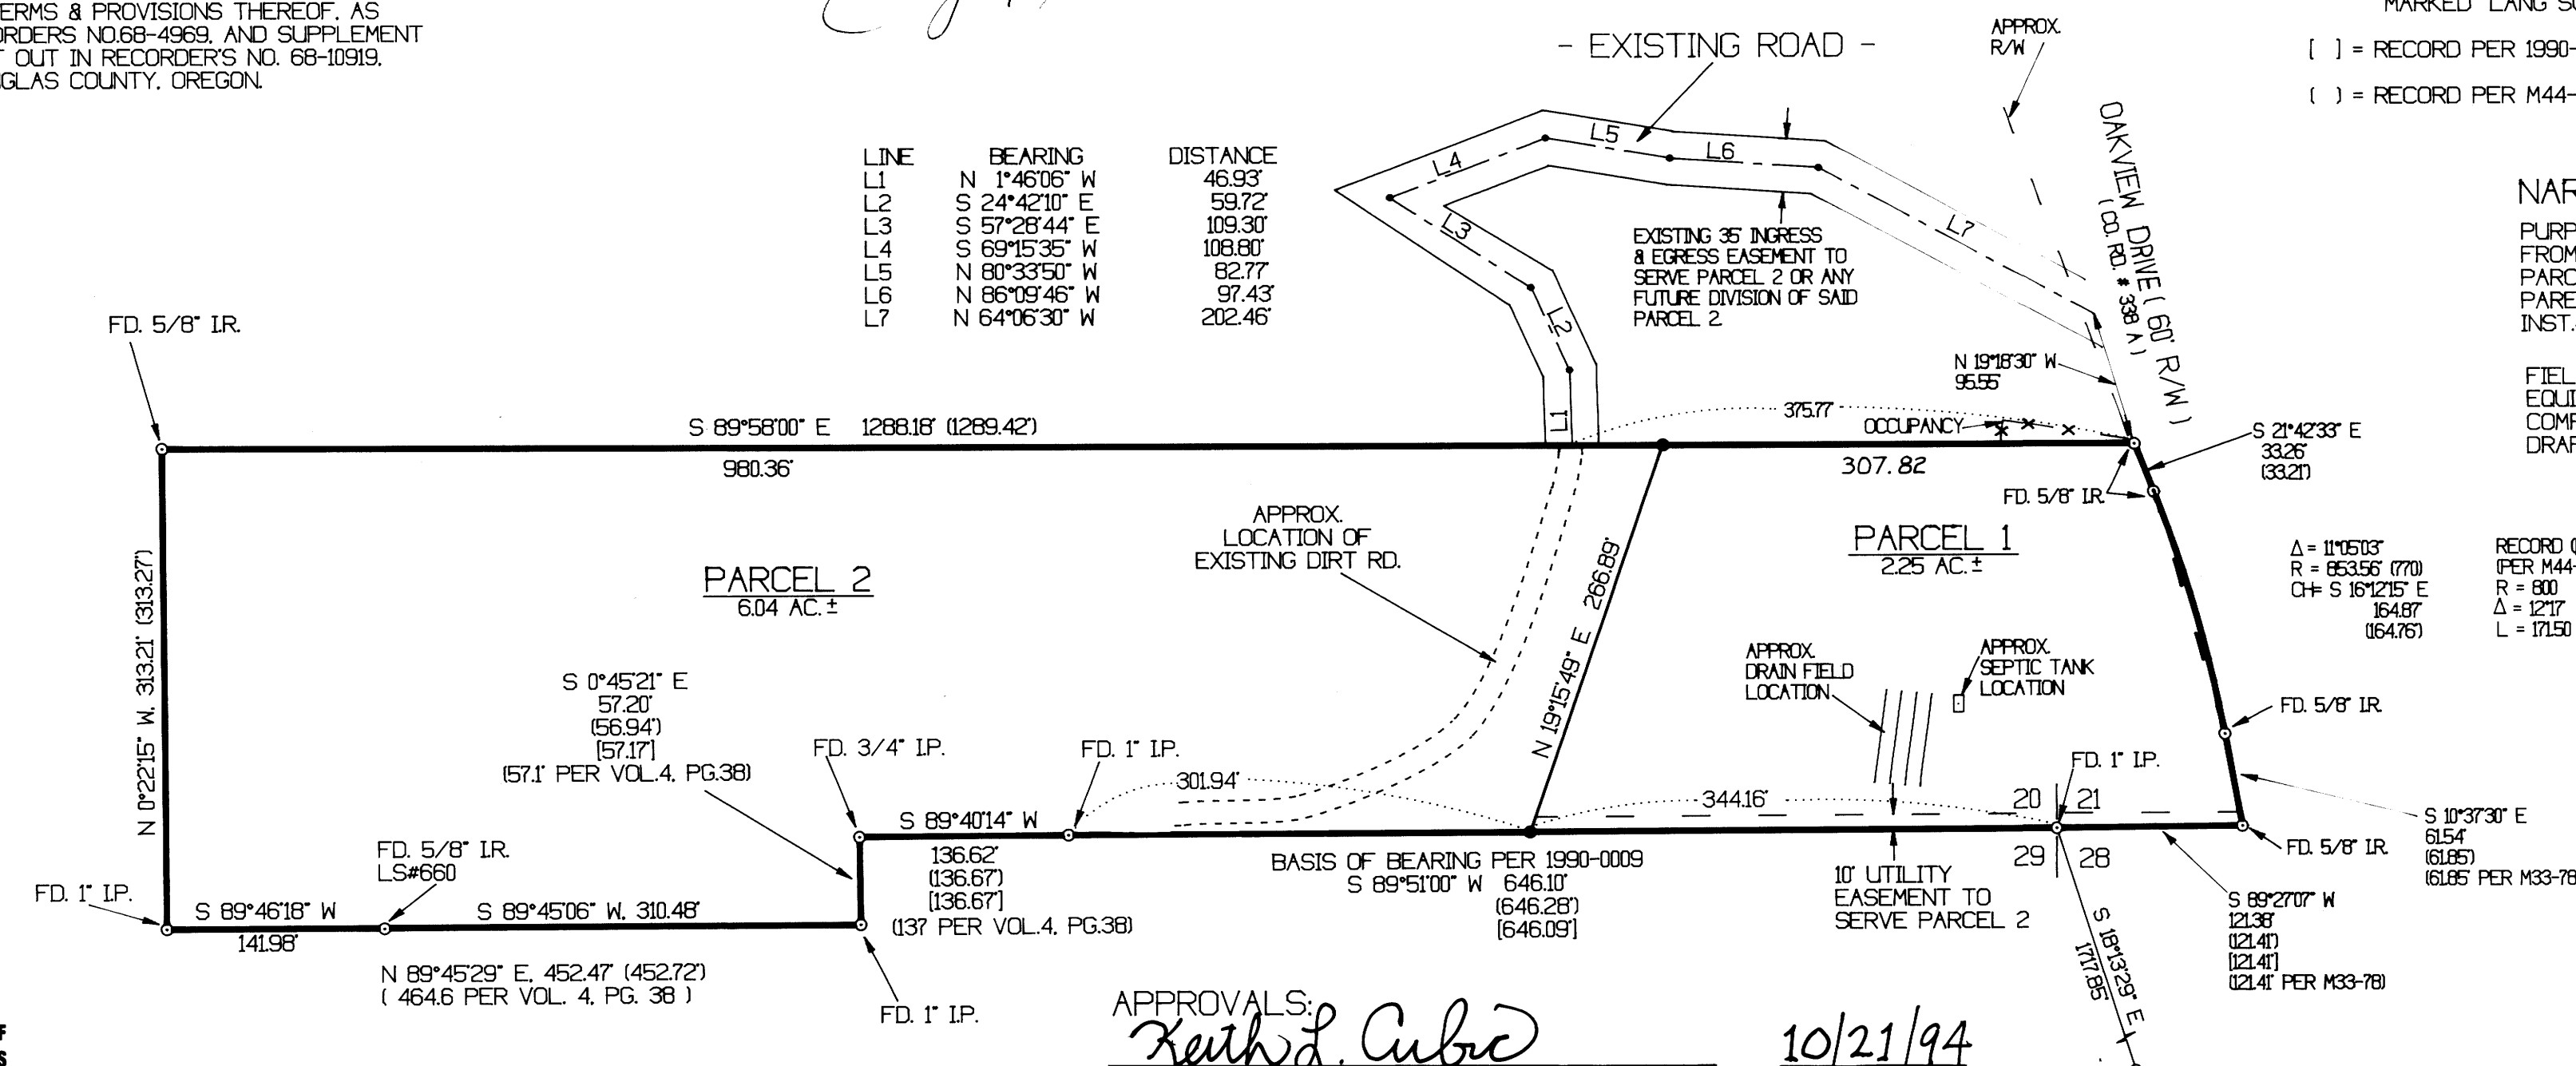 ERMS & PROVISIONS THEREOF, AS
ORDERS NO.68-4969, AND SUPPLEMENT
T OUT IN RECORDER'S NO. 68-10919,
GLAS COUNTY, OREGON.
- EXISTING ROAD -
APPROX.
R/W
[ ] = RECORD PER 1990-
( ) = RECORD PER M44-
LINE BEARING DISTANCE
L1 N 1°46'06" W 46.93'
L2 S 24°42'10" E 59.72'
L3 S 57°28'44" E 109.30'
L4 S 69°15'35" W 108.80'
L5 N 80°33'50" W 82.77'
L6 N 86°09'46" W 97.43'
L7 N 64°06'30" W 202.46'
L4
L5
L6
L7
L3
L2
L1
EXISTING 35' INGRESS
& EGRESS EASEMENT TO
SERVE PARCEL 2 OR ANY
FUTURE DIVISION OF SAID
PARCEL 2.
OAKVIEW DRIVE ( 60' R/W )
( CO. RD. # 338 A )
NAR
PURP
FROM
PARC
PARE
INST.
FIEL
EQUI
COMP
DRAF
N 19°18'30" W
95.55'
FD. 5/8" I.R.
S 89°58'00" E 1288.18' (1289.42')
980.36'
375.77'
OCCUPANCY
307.82
S 21°42'33" E
33.26'
(33.21')
FD. 5/8" I.R.
APPROX.
LOCATION OF
EXISTING DIRT RD.
PARCEL 1
2.25 AC.±
Δ = 11°05'03"
R = 853.56' (770)
CH= S 16°12'15" E
164.87'
(164.76')
RECORD (
(PER M44-
R = 800
Δ = 12°17'
L = 171.50
PARCEL 2
6.04 AC.±
N 0°22'15" W, 313.21' (313.27')
N 19°15'49" E 266.89'
S 0°45'21" E
57.20'
(56.94')
[57.17]
(57.1' PER VOL.4, PG.38)
APPROX.
DRAIN FIELD
LOCATION
APPROX.
SEPTIC TANK
LOCATION
FD. 5/8" I.R.
FD. 3/4" I.P.
FD. 1" I.P.
301.94'
344.16'
FD. 1" I.P.
20 21
29 28
S 89°40'14" W
136.62'
(136.67')
[136.67']
(137 PER VOL.4, PG.38)
BASIS OF BEARING PER 1990-0009
S 89°51'00" W 646.10'
(646.28')
[646.09']
10' UTILITY
EASEMENT TO
SERVE PARCEL 2
FD. 5/8" I.R.
S 10°37'30" E
61.54'
(61.85')
(61.85' PER M33-78
S 89°27'07" W
121.38'
(121.41')
[121.41']
(121.41' PER M33-78)
S 18°13'29" E
1717.85'
FD. 5/8" I.R.
LS#660
FD. 1" I.P.
S 89°46'18" W
141.98'
S 89°45'06" W, 310.48'
N 89°45'29" E, 452.47' (452.72')
( 464.6 PER VOL. 4, PG. 38 )
FD. 1" I.P.
APPROVALS:
Keith L. Cubic
10/21/94